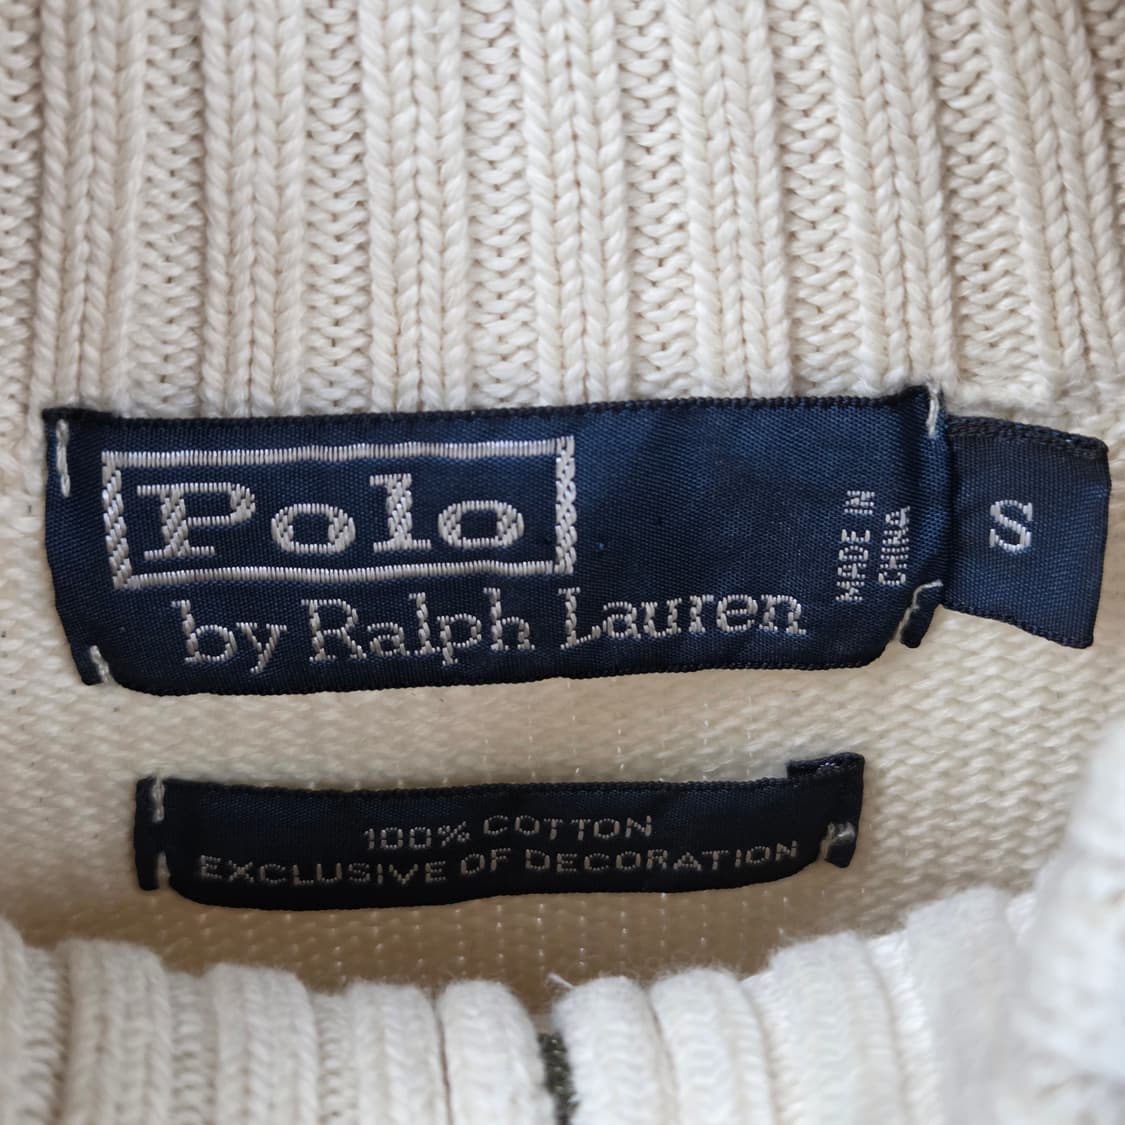 Polo
by Ralph Lauren
MADE IN
CHINA
S
100% COTTON
EXCLUSIVE OF DECORATION